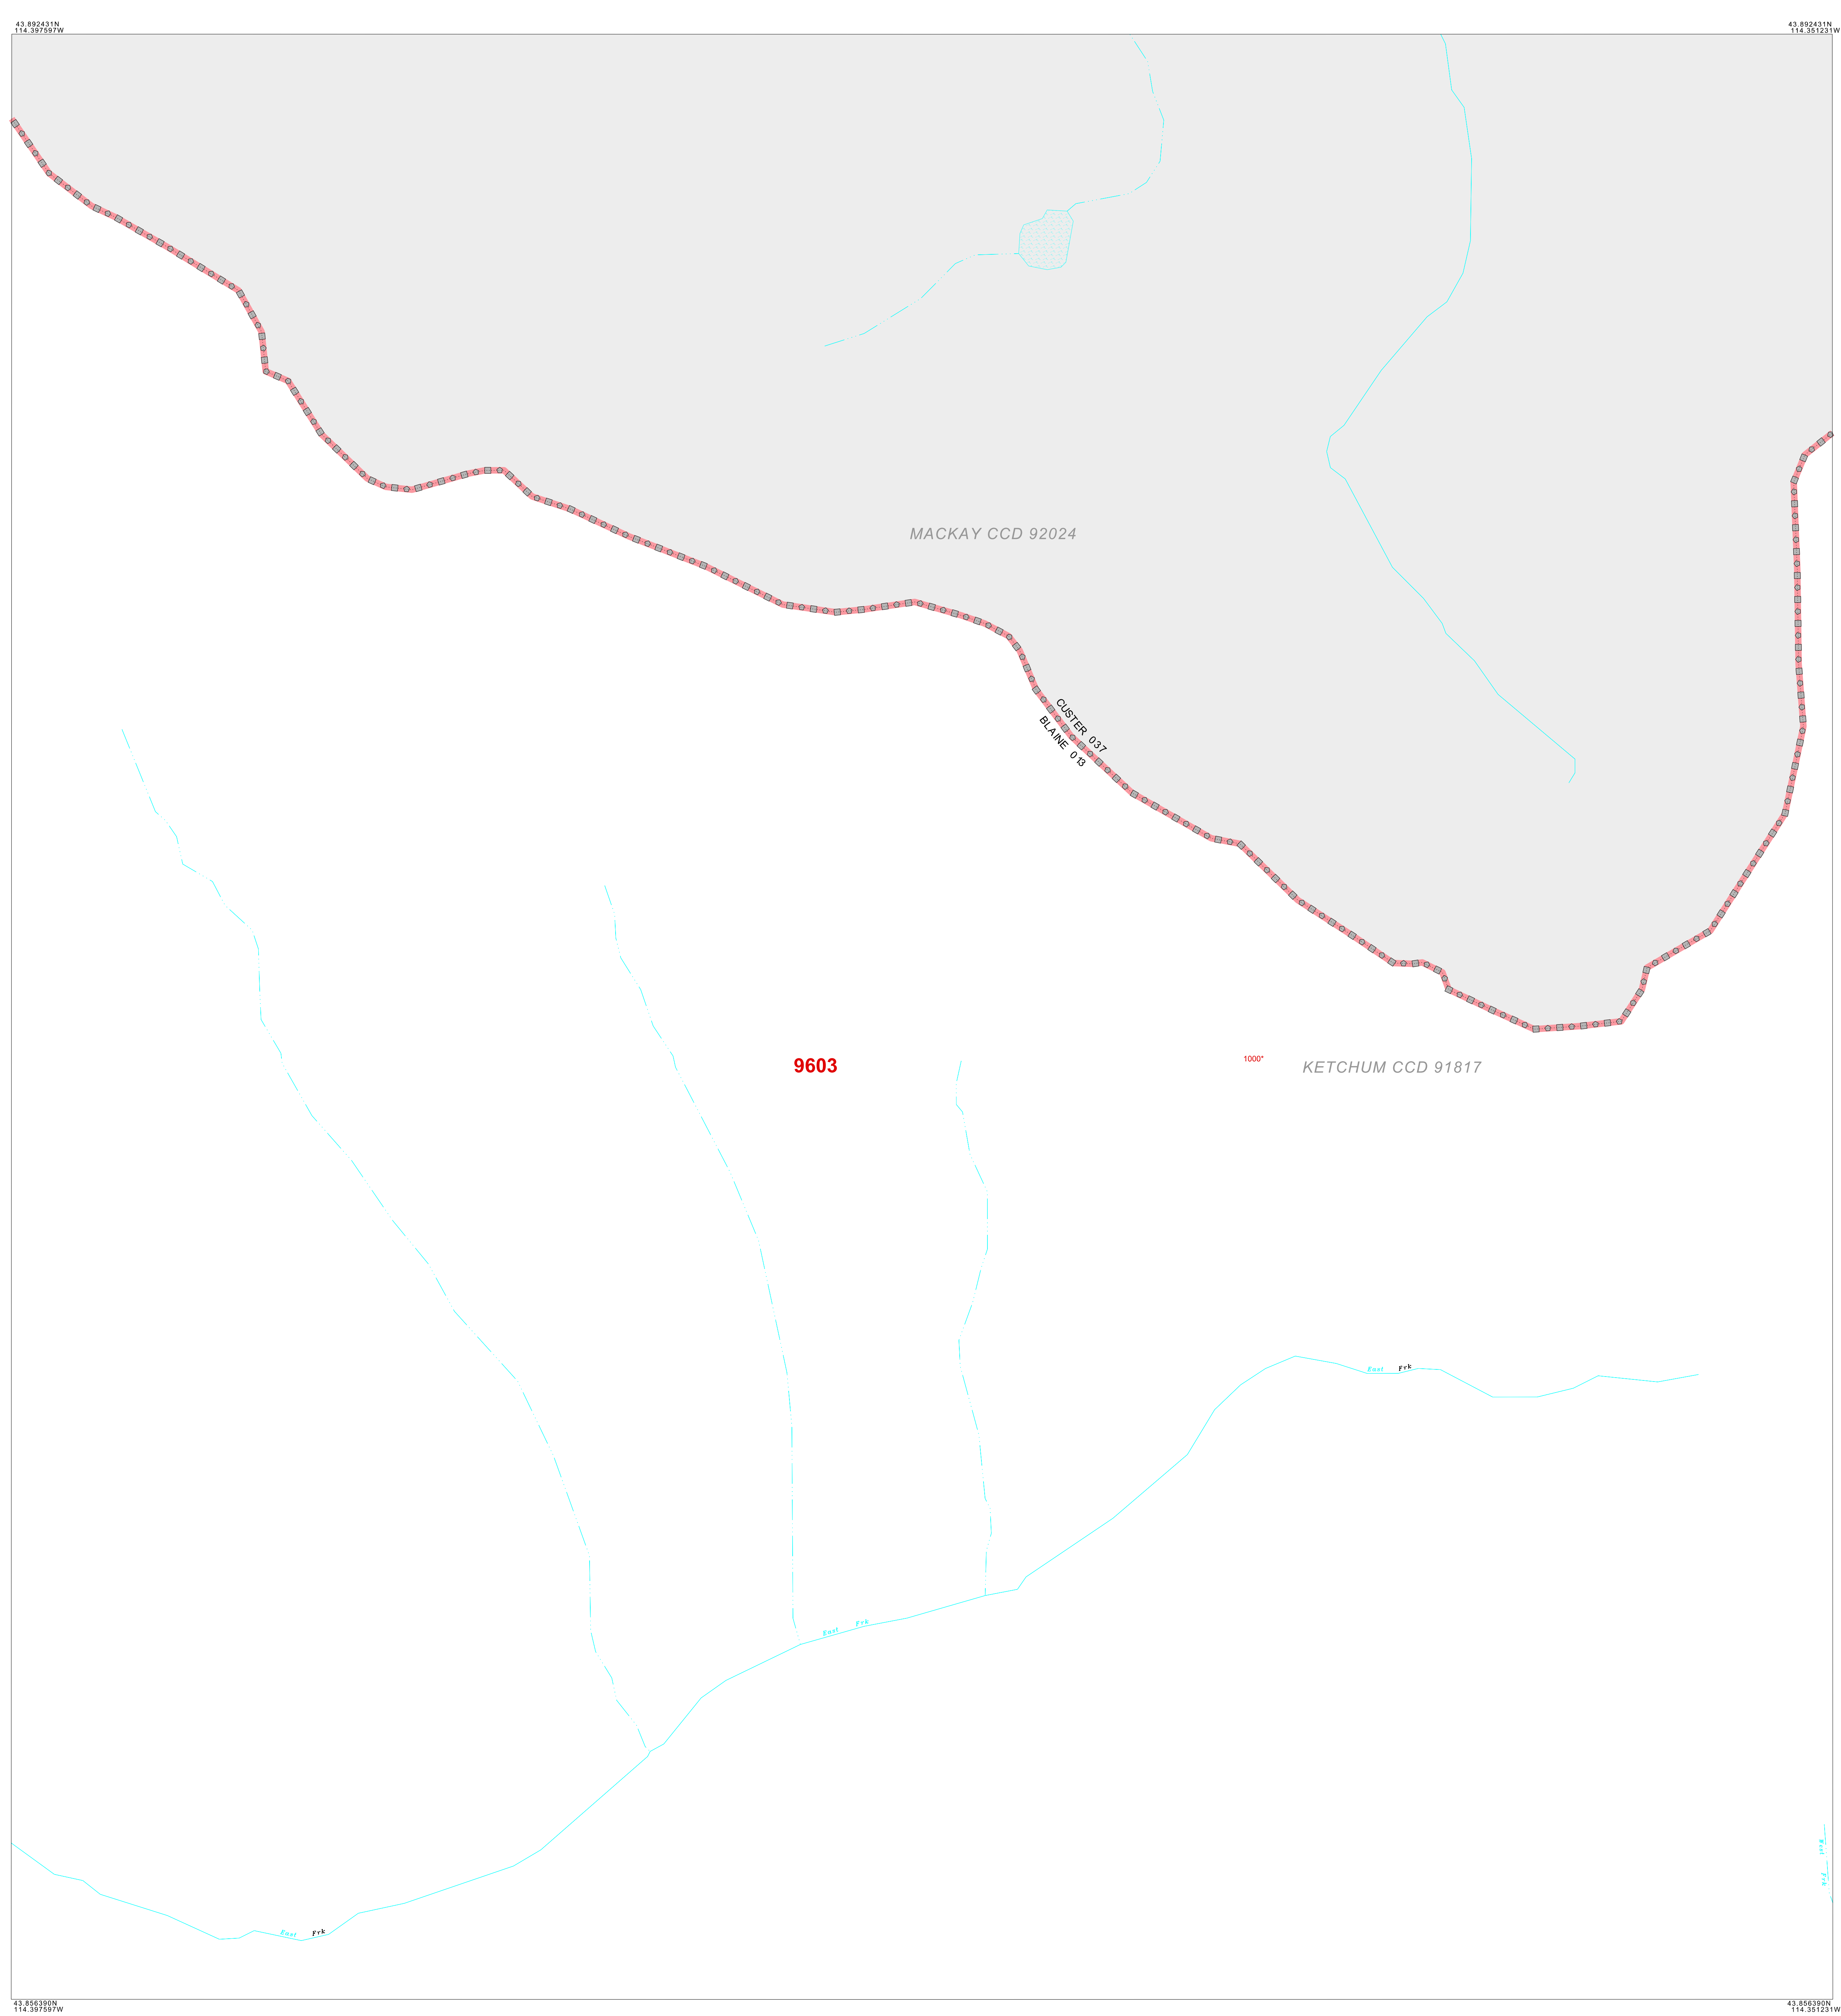 43.892431N
114.397597W
43.892431N
114.351231W
MACKAY CCD 92024
CUSTER 037
BLAINE 013
9603
1000*
KETCHUM CCD 91817
East Frk
East Frk
West Frk
East Frk
43.856390N
114.397597W
43.856390N
114.351231W